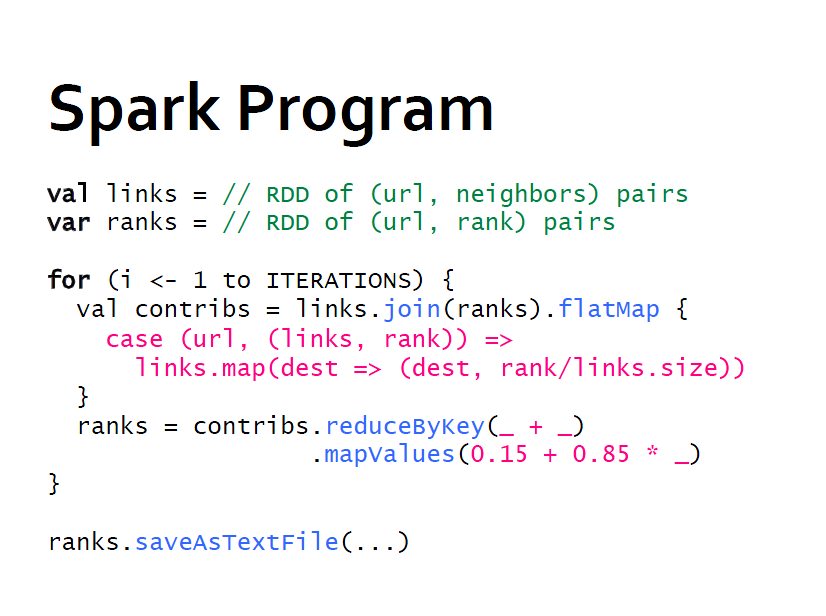 Spark Program
val links = // RDD of (url, neighbors) pairs
var ranks = // RDD of (url, rank) pairs
for (i <- 1 to ITERATIONS) {
  val contribs = links.join(ranks).flatMap {
    case (url, (links, rank)) =>
      links.map(dest => (dest, rank/links.size))
  }
  ranks = contribs.reduceByKey(_ + _)
                  .mapValues(0.15 + 0.85 * _)
}
ranks.saveAsTextFile(...)